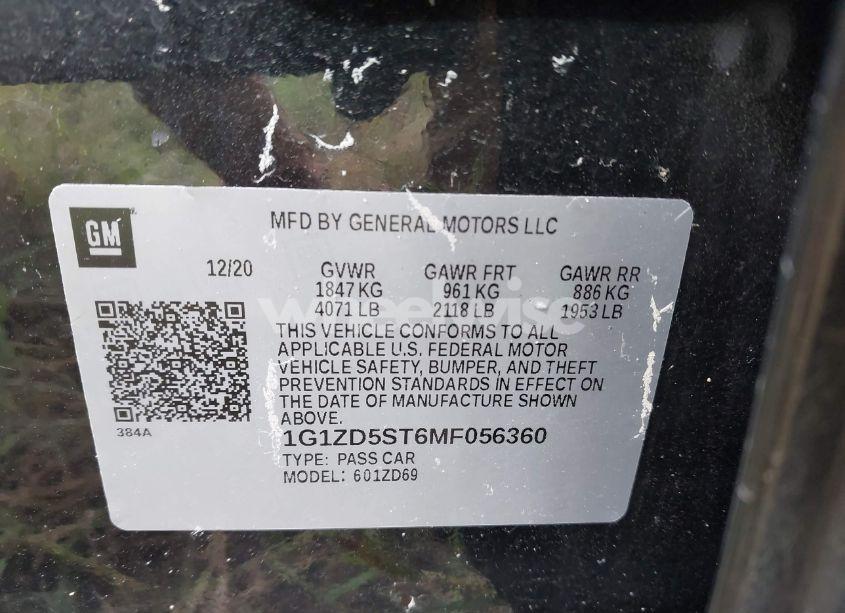 GM
MFD BY GENERAL MOTORS LLC
12/20 GVWR GAWR FRT GAWR RR
1847 KG 961 KG 886 KG
4071 LB 2118 LB 1953 LB
THIS VEHICLE CONFORMS TO ALL
APPLICABLE U.S. FEDERAL MOTOR
VEHICLE SAFETY, BUMPER, AND THEFT
PREVENTION STANDARDS IN EFFECT ON
THE DATE OF MANUFACTURE SHOWN
ABOVE.
384A
1G1ZD5ST6MF056360
TYPE: PASS CAR
MODEL: 601ZD69